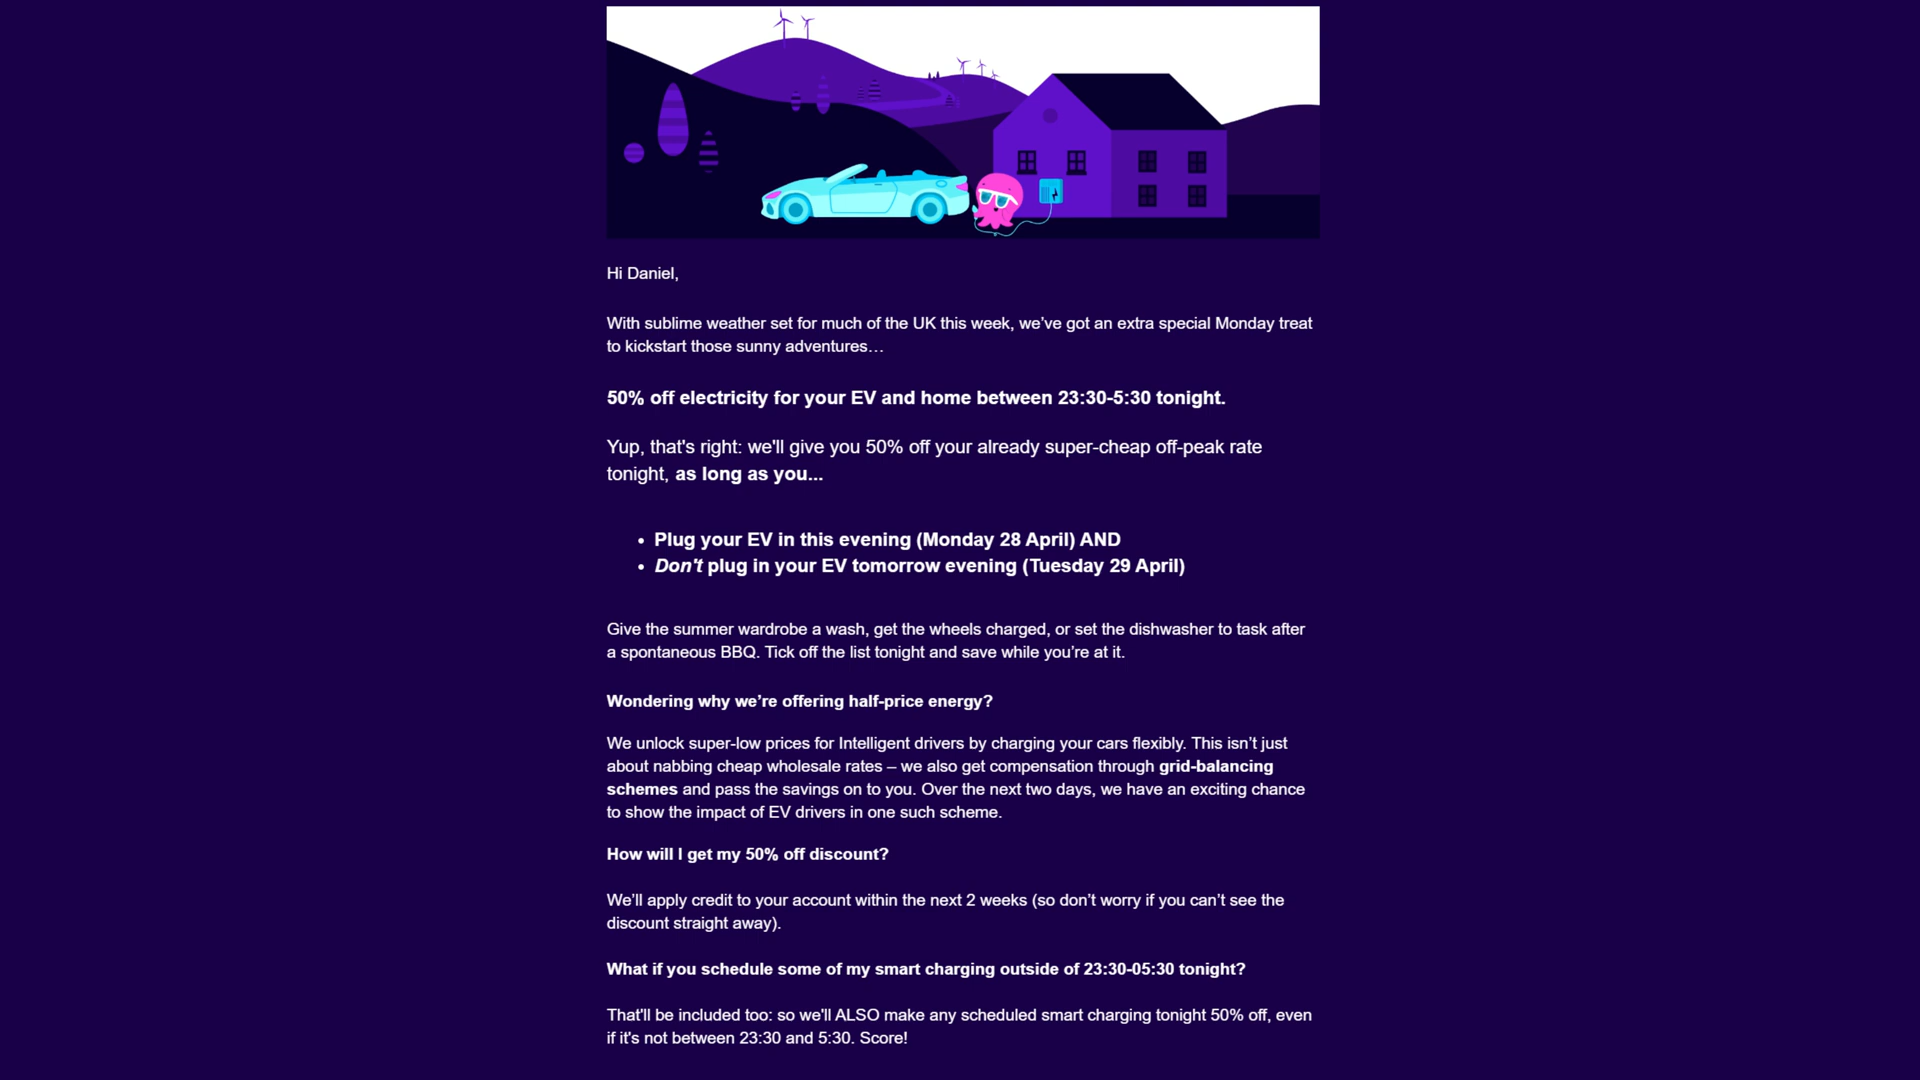 Hi Daniel,
With sublime weather set for much of the UK this week, we’ve got an extra special Monday treat
to kickstart those sunny adventures…
50% off electricity for your EV and home between 23:30-5:30 tonight.
Yup, that's right: we'll give you 50% off your already super-cheap off-peak rate
tonight, as long as you...
• Plug your EV in this evening (Monday 28 April) AND
• Don't plug in your EV tomorrow evening (Tuesday 29 April)
Give the summer wardrobe a wash, get the wheels charged, or set the dishwasher to task after
a spontaneous BBQ. Tick off the list tonight and save while you’re at it.
Wondering why we’re offering half-price energy?
We unlock super-low prices for Intelligent drivers by charging your cars flexibly. This isn’t just
about nabbing cheap wholesale rates – we also get compensation through grid-balancing
schemes and pass the savings on to you. Over the next two days, we have an exciting chance
to show the impact of EV drivers in one such scheme.
How will I get my 50% off discount?
We’ll apply credit to your account within the next 2 weeks (so don’t worry if you can’t see the
discount straight away).
What if you schedule some of my smart charging outside of 23:30-05:30 tonight?
That'll be included too: so we'll ALSO make any scheduled smart charging tonight 50% off, even
if it's not between 23:30 and 5:30. Score!